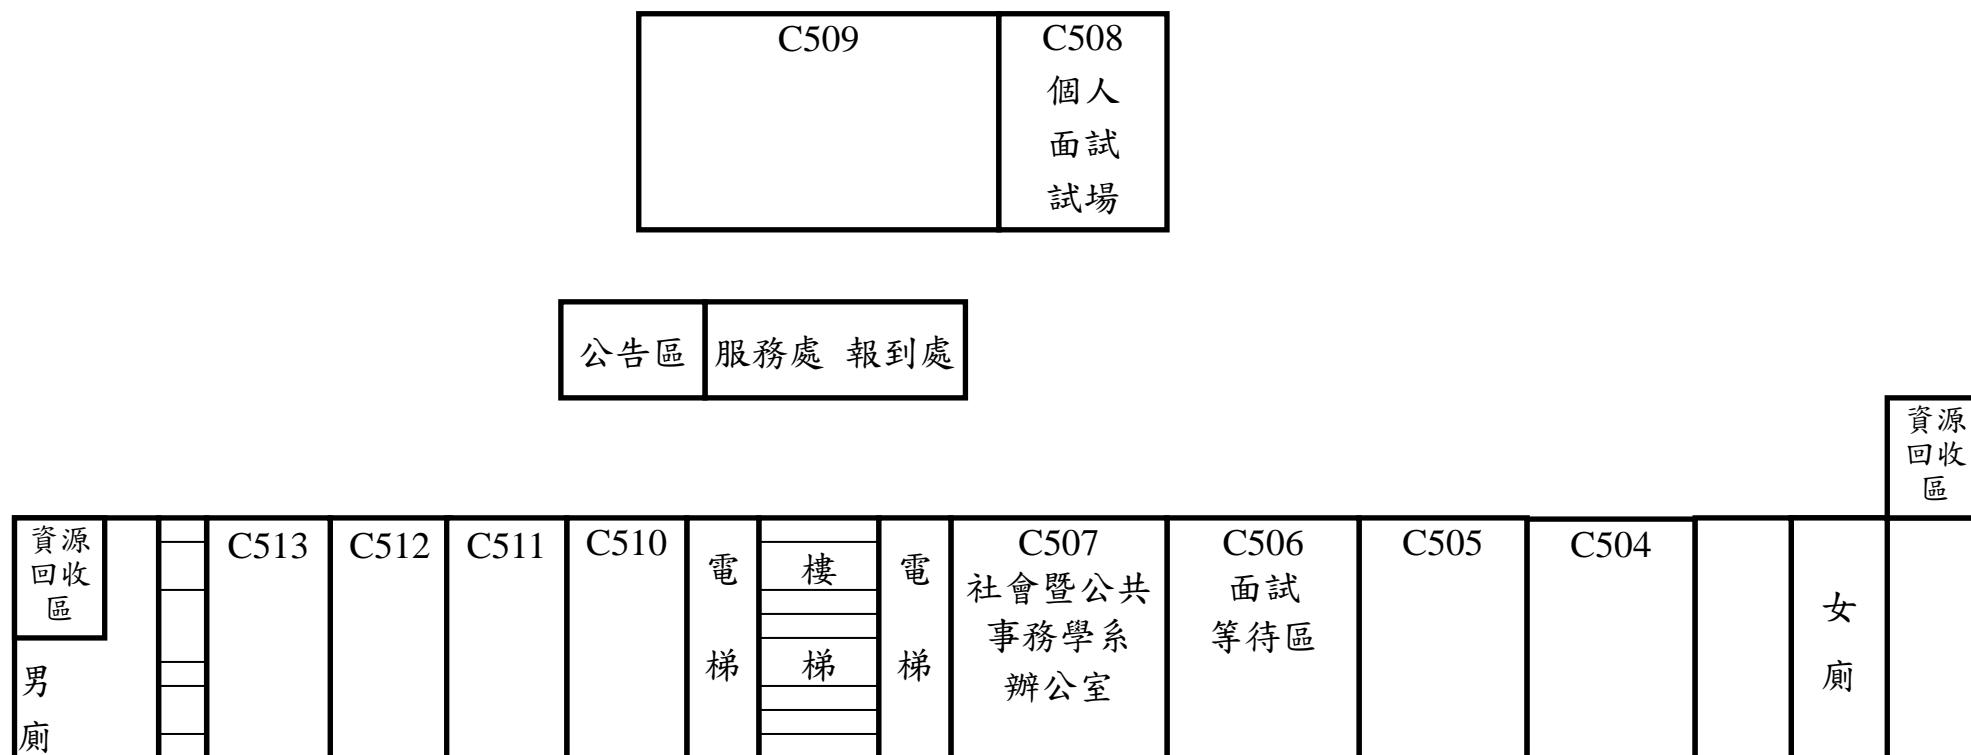 C509
C508
個人
面試
試場
公告區
服務處 報到處
資源
回收
區
資源
回收
區
男
廁
C513
C512
C511
C510
電
梯
樓
梯
電
梯
C507
社會暨公共
事務學系
辦公室
C506
面試
等待區
C505
C504
女
廁